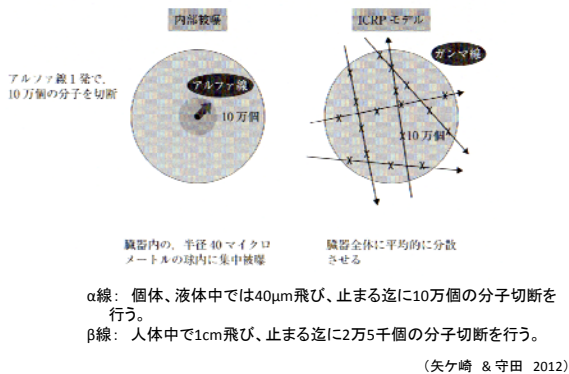 内部被曝
ICRPモデル
アルファ線1発で,
10万個の分子を切断
アルファ線
10万個
ガンマ線
10万個
臓器内の,半径40マイクロ
メートルの球内に集中被曝
臓器全体に平均的に分散
させる
α線: 個体、液体中では40μm飛び、止まる迄に10万個の分子切断を
行う。
β線: 人体中で1cm飛び、止まる迄に2万5千個の分子切断を行う。
(矢ケ崎 & 守田 2012)